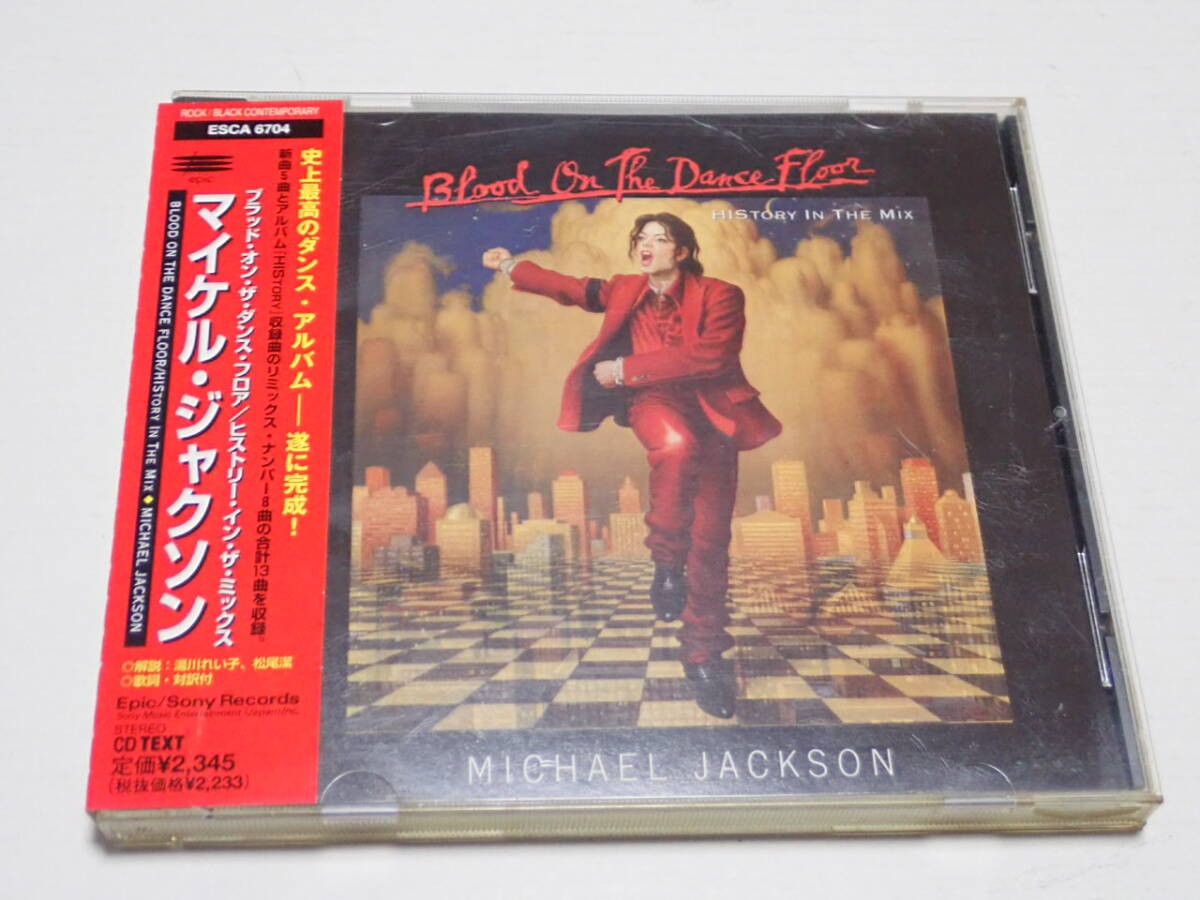 ROCK / BLACK CONTEMPORARY
ESCA 6704
epic
史上最高のダンス・アルバム── 遂に完成!
新曲5曲とアルバム「HISTORY」収録曲のリミックス・ナンバー8曲の合計13曲を収録!!
ブラッド・オン・ザ・ダンス・フロア/ヒストリー・イン・ザ・ミックス
マイケル・ジャクソン
BLOOD ON THE DANCE FLOOR/HISTORY IN THE MIX◆MICHAEL JACKSON
◎解説:湯川れい子、松尾潔
◎歌詞・対訳付
Epic/Sony Records
Sony Music Entertainment (Japan) Inc.
STEREO
CD TEXT
定価¥2,345
(税抜価格¥2,233)
Blood On The Dance Floor
HIStory In The Mix
MICHAEL JACKSON